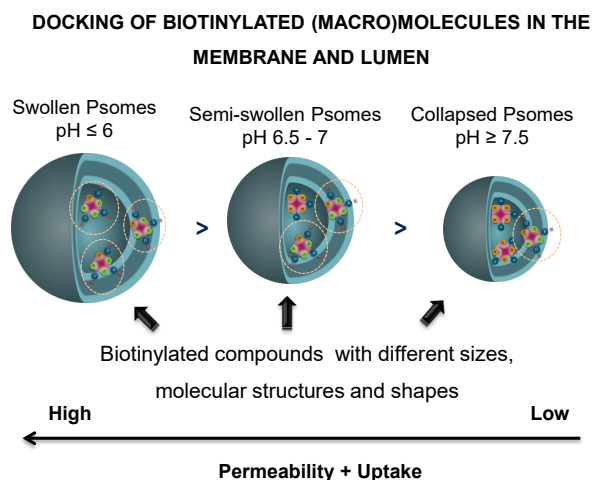 DOCKING OF BIOTINYLATED (MACRO)MOLECULES IN THE
MEMBRANE AND LUMEN
Swollen Psomes
pH ≤ 6
Semi-swollen Psomes
pH 6.5 - 7
Collapsed Psomes
pH ≥ 7.5
>
>
Biotinylated compounds with different sizes,
molecular structures and shapes
High
Low
Permeability + Uptake